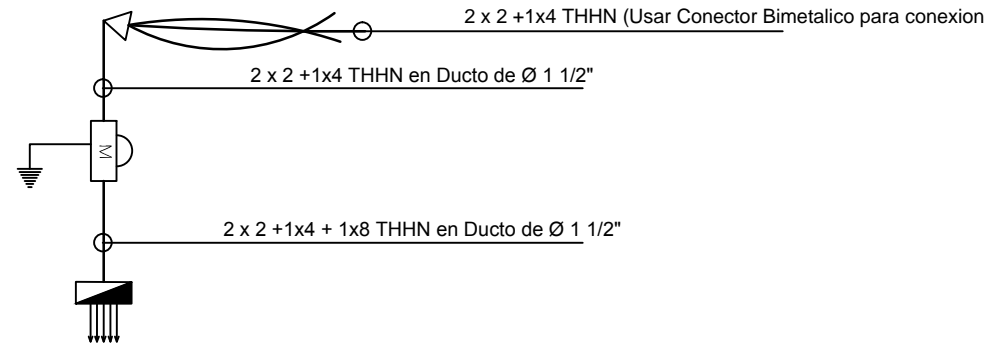 2 x 2 +1x4 THHN (Usar Conector Bimetalico para conexion
2 x 2 +1x4 THHN en Ducto de Ø 1 1/2"
M
2 x 2 +1x4 + 1x8 THHN en Ducto de Ø 1 1/2"